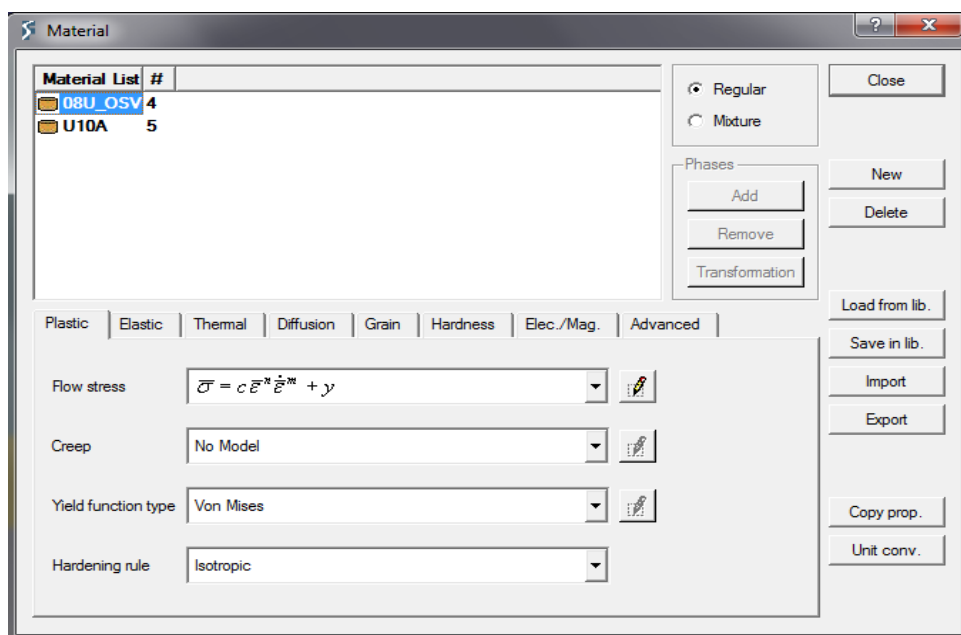 Material
Material List #
08U_OSV 4
U10A 5
Regular
Mixture
Phases
Add
Remove
Transformation
Close
New
Delete
Load from lib.
Save in lib.
Import
Export
Copy prop.
Unit conv.
Plastic Elastic Thermal Diffusion Grain Hardness Elec./Mag. Advanced
Flow stress σ̅ = c ε̅ⁿ ε̅̇ᵐ + y
Creep No Model
Yield function type Von Mises
Hardening rule Isotropic